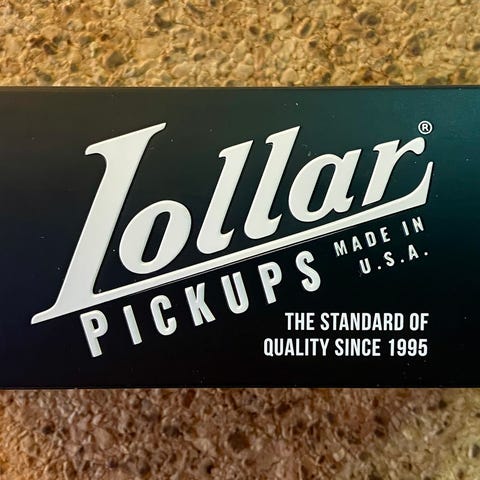 Lollar®
PICKUPS
MADE IN
U.S.A.
THE STANDARD OF
QUALITY SINCE 1995